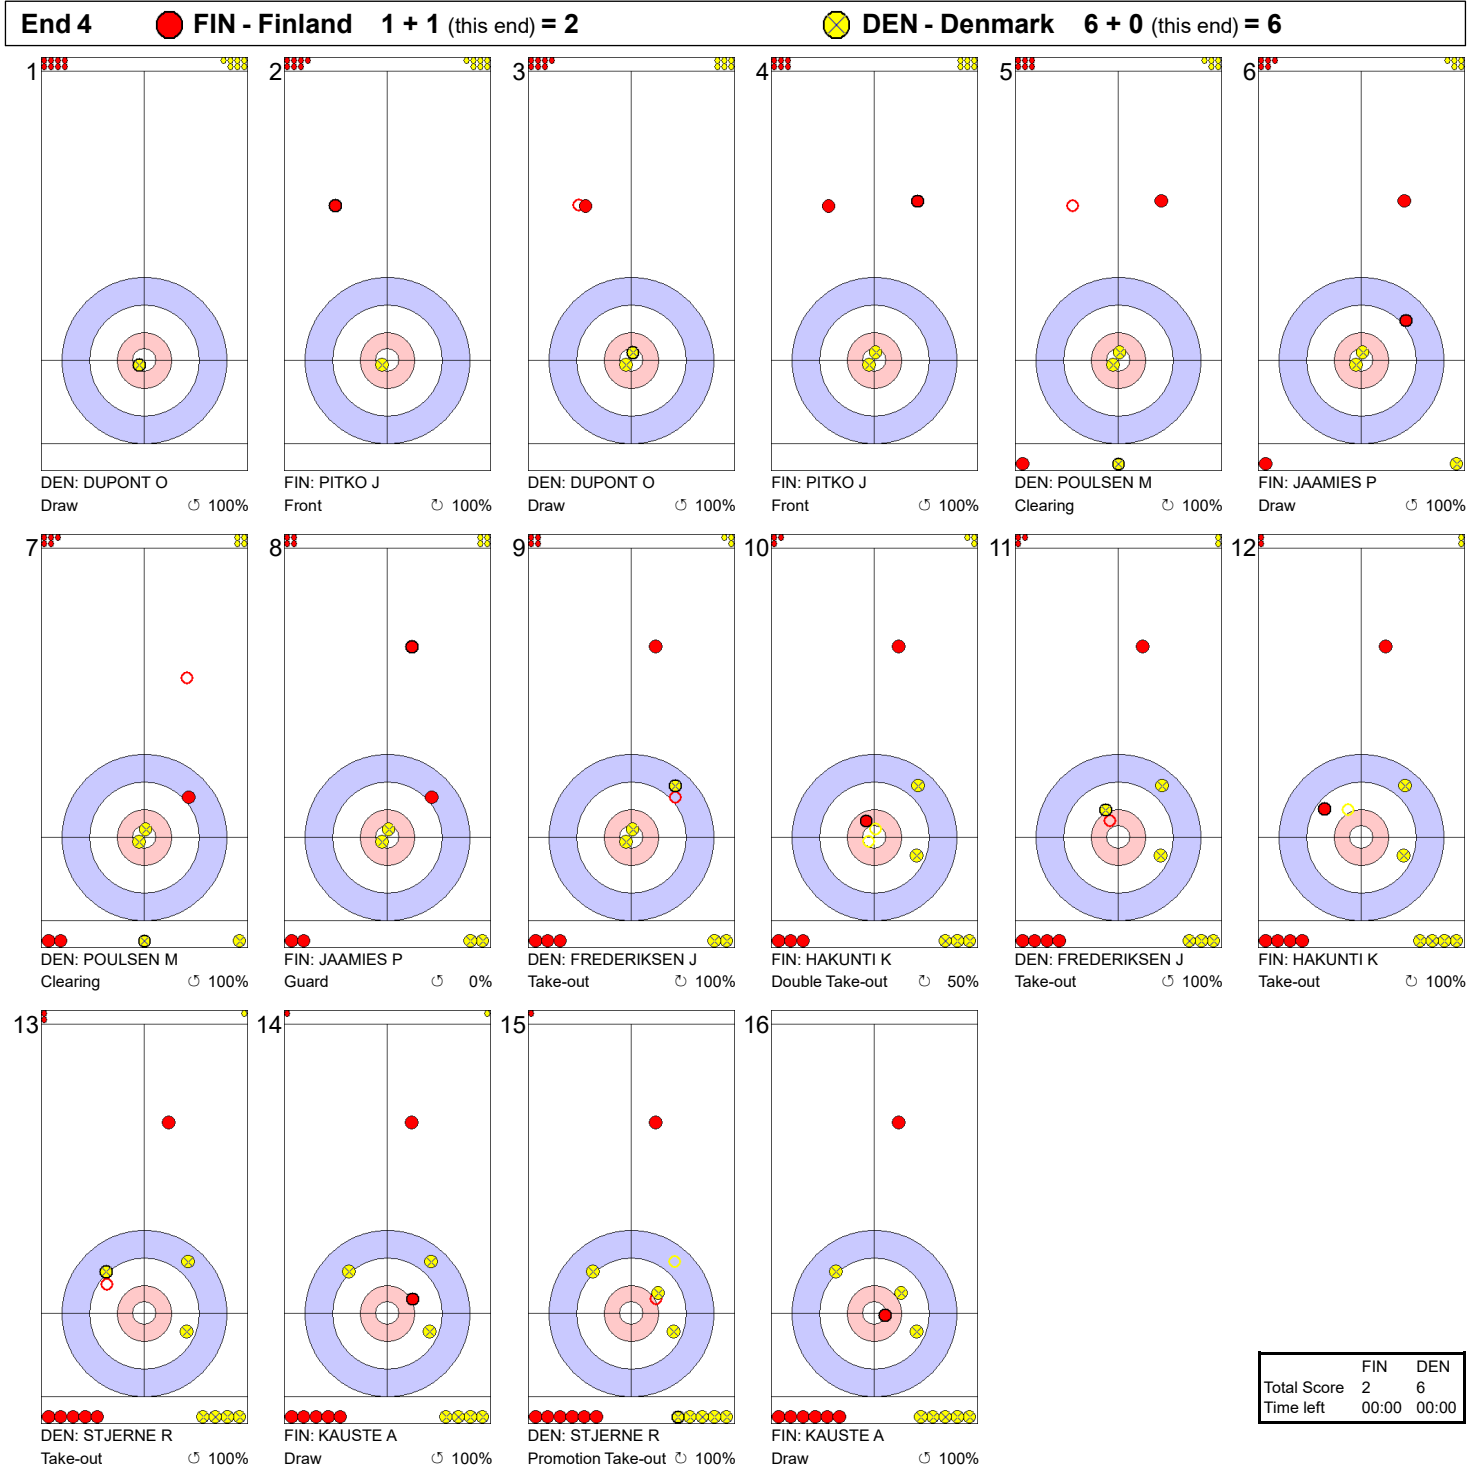 End 4 FIN - Finland 1 + 1 (this end) = 2 DEN - Denmark 6 + 0 (this end) = 6
1 2 3 4 5 6
DEN: DUPONT O FIN: PITKO J DEN: DUPONT O FIN: PITKO J DEN: POULSEN M FIN: JAAMIES P
Draw ↺ 100% Front ↺ 100% Draw ↺ 100% Front ↻ 100% Clearing ↻ 100% Draw ↺ 100%
7 8 9 10 11 12
DEN: POULSEN M FIN: JAAMIES P DEN: FREDERIKSEN J FIN: HAKUNTI K DEN: FREDERIKSEN J FIN: HAKUNTI K
Clearing ↺ 100% Guard ↺ 0% Take-out ↻ 100% Double Take-out ↻ 50% Take-out ↺ 100% Take-out ↺ 100%
13 14 15 16
DEN: STJERNE R FIN: KAUSTE A DEN: STJERNE R FIN: KAUSTE A
Take-out ↺ 100% Draw ↺ 100% Promotion Take-out ↻ 100% Draw ↺ 100%
FIN DEN
Total Score 2 6
Time left 00:00 00:00